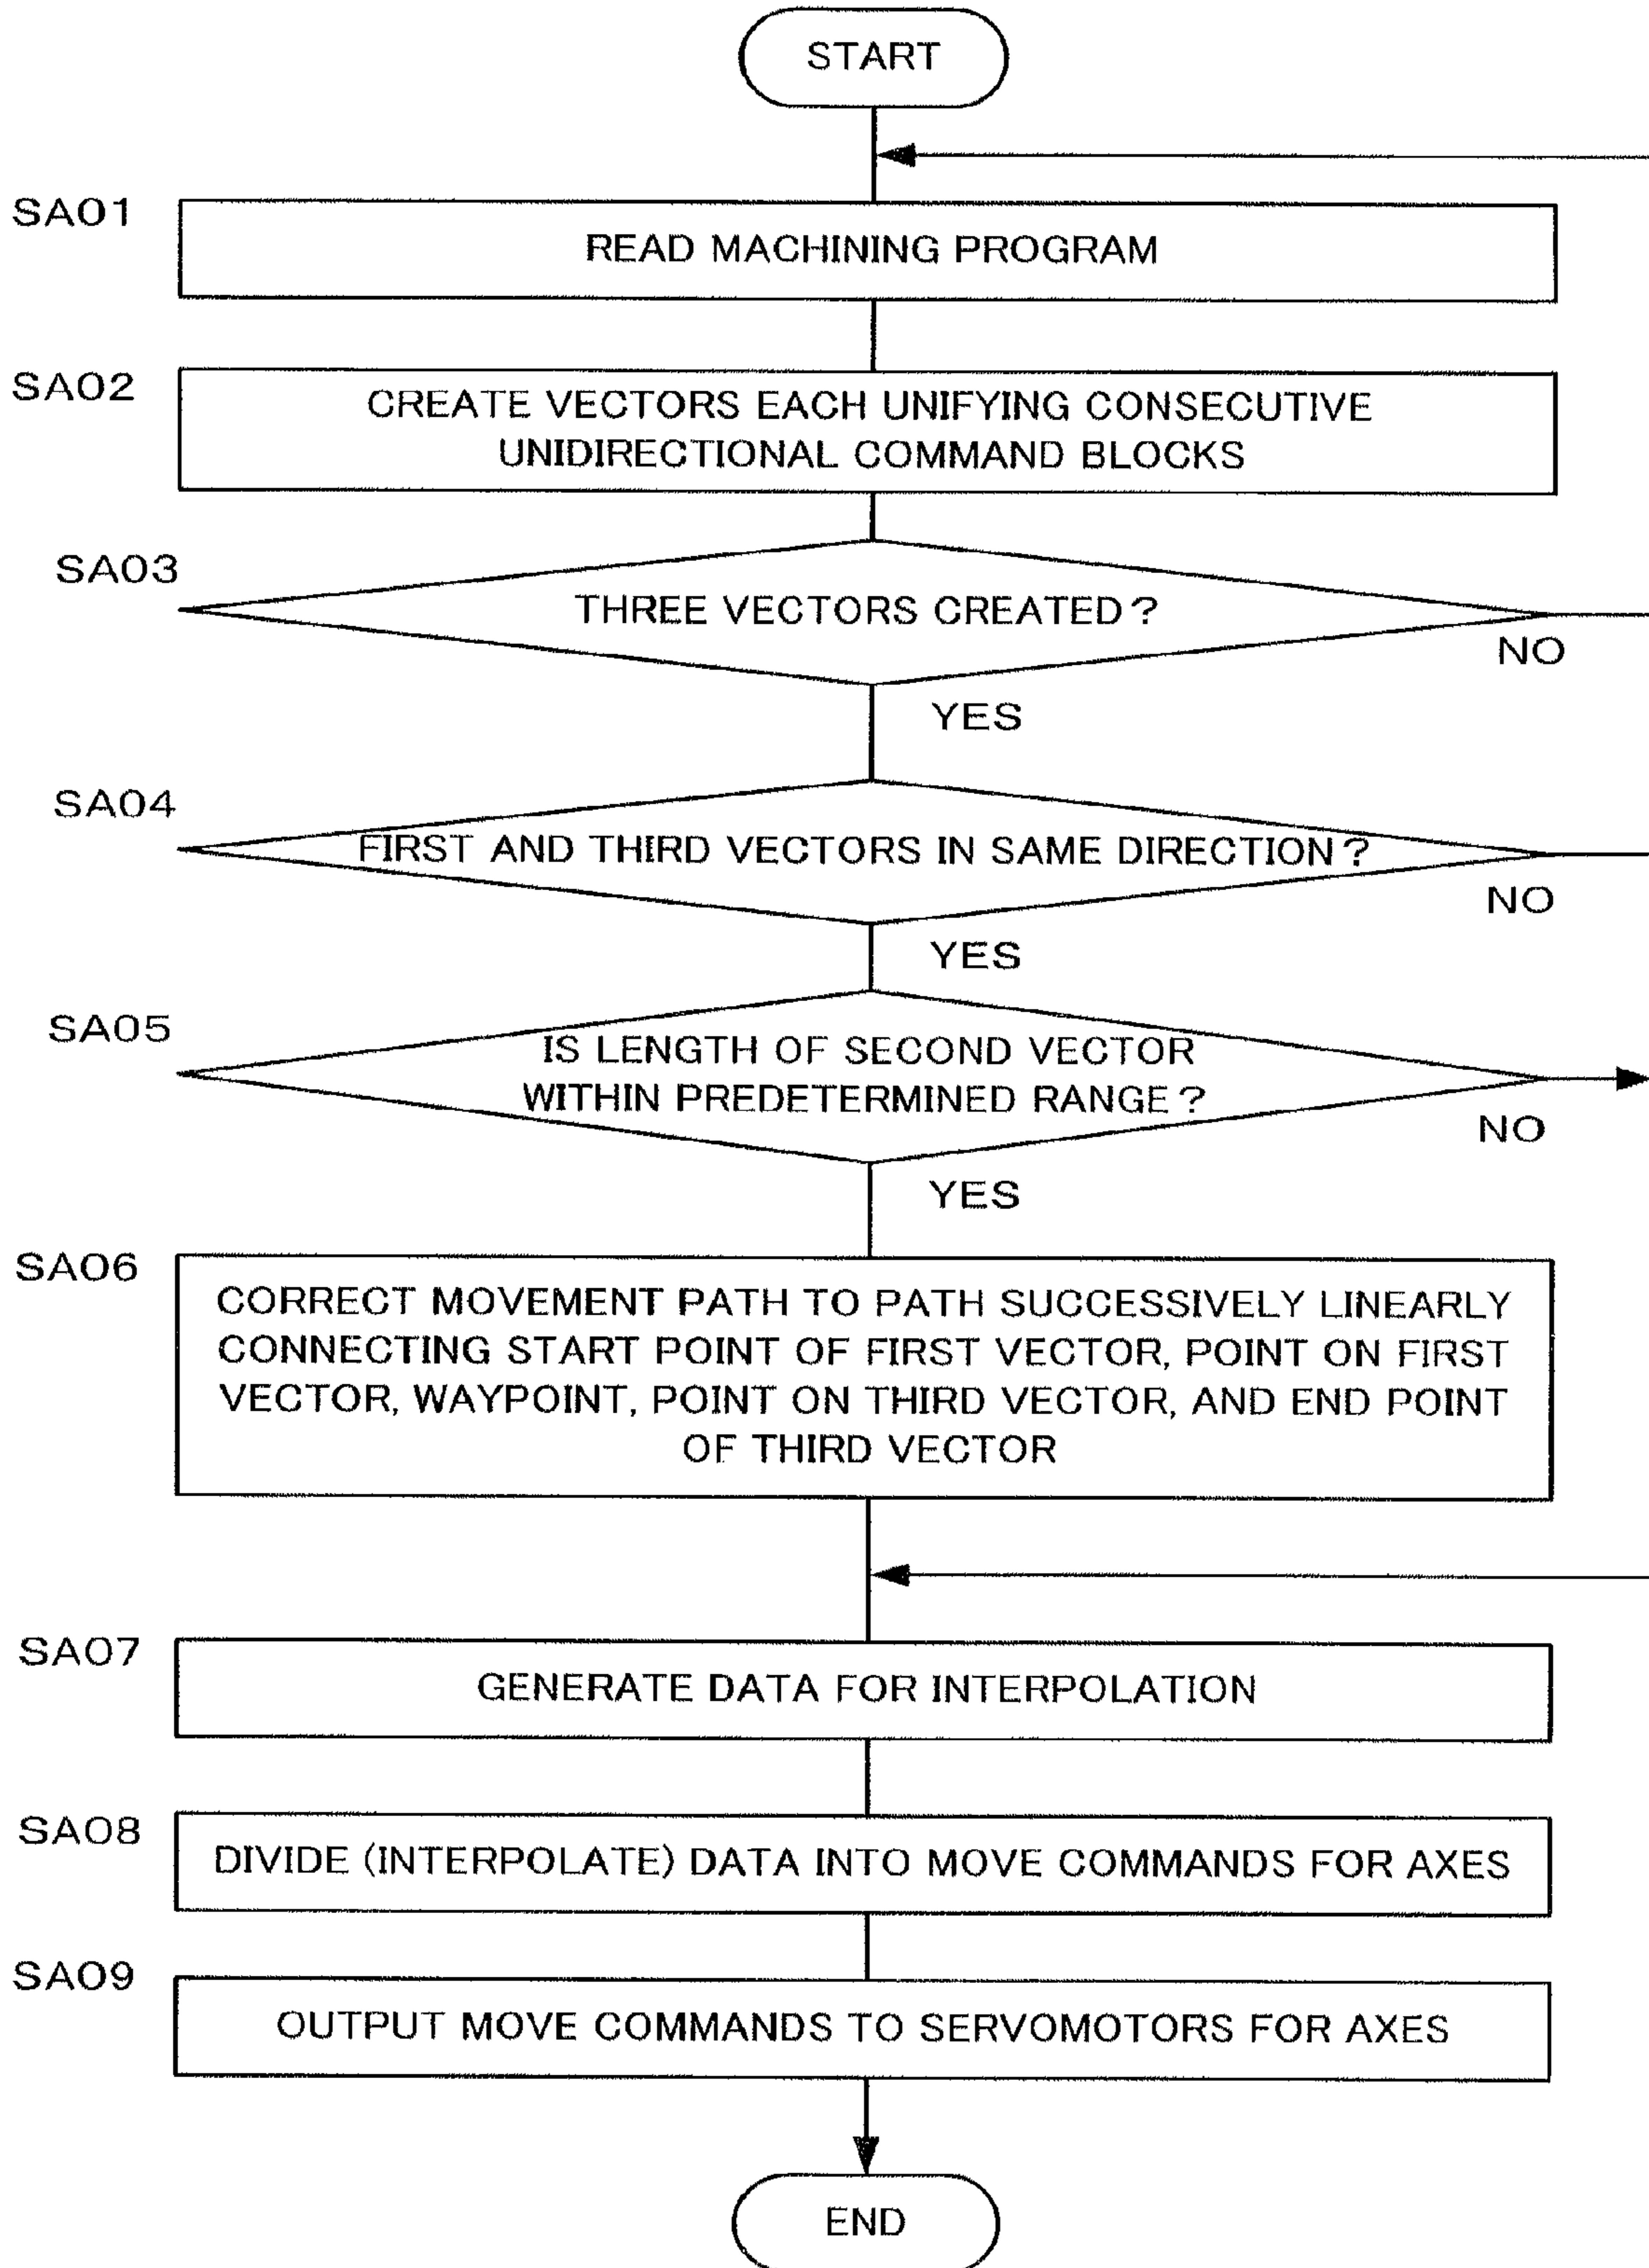 START
SA01
READ MACHINING PROGRAM
SA02
CREATE VECTORS EACH UNIFYING CONSECUTIVE
UNIDIRECTIONAL COMMAND BLOCKS
SA03
THREE VECTORS CREATED?
NO
YES
SA04
FIRST AND THIRD VECTORS IN SAME DIRECTION?
NO
YES
SA05
IS LENGTH OF SECOND VECTOR
WITHIN PREDETERMINED RANGE?
NO
YES
SA06
CORRECT MOVEMENT PATH TO PATH SUCCESSIVELY LINEARLY
CONNECTING START POINT OF FIRST VECTOR, POINT ON FIRST
VECTOR, WAYPOINT, POINT ON THIRD VECTOR, AND END POINT
OF THIRD VECTOR
SA07
GENERATE DATA FOR INTERPOLATION
SA08
DIVIDE (INTERPOLATE) DATA INTO MOVE COMMANDS FOR AXES
SA09
OUTPUT MOVE COMMANDS TO SERVOMOTORS FOR AXES
END